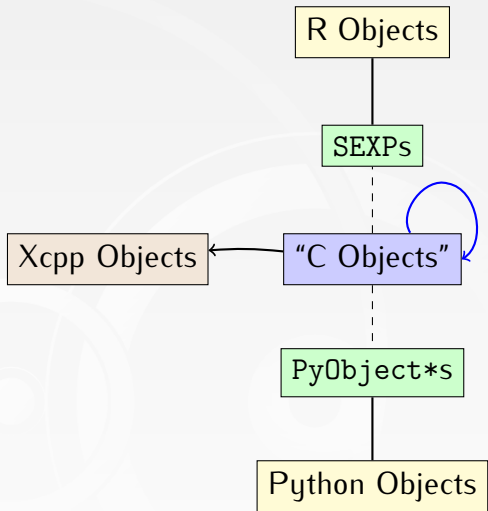 R Objects
SEXPs
Xcpp Objects
“C Objects”
PyObject*s
Python Objects